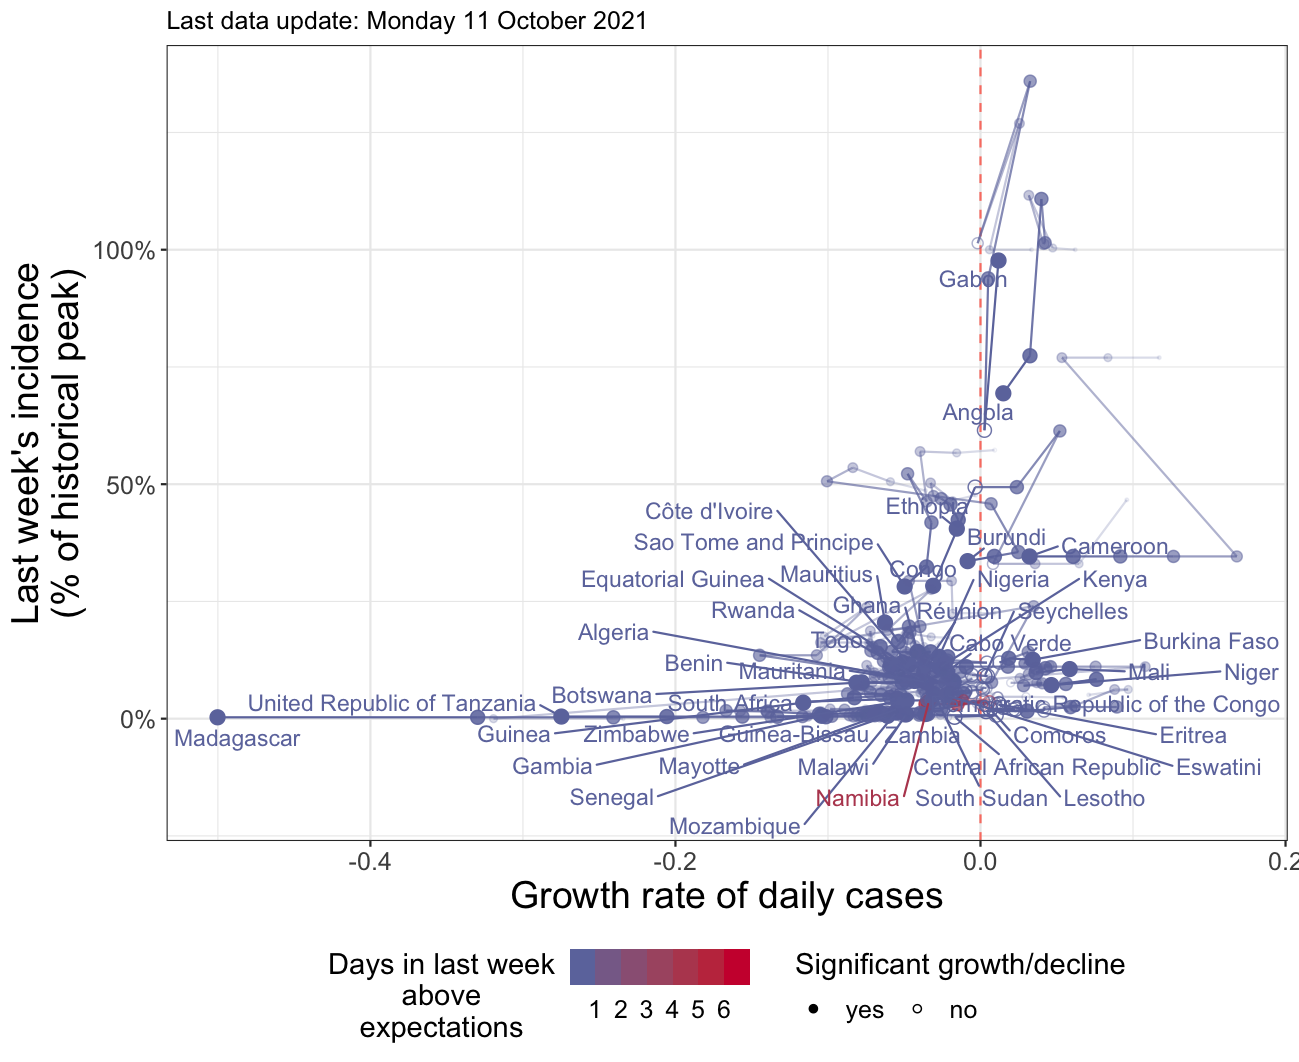 Last data update: Monday 11 October 2021
Last week's incidence
(% of historical peak)
100%
50%
0%
Gabon
Angola
Ethiopia
Côte d'Ivoire
Burundi
Sao Tome and Principe
Cameroon
Congo
Mauritius
Equatorial Guinea
Nigeria
Kenya
Ghana
Rwanda
Réunion
Seychelles
Algeria
Togo
Cabo Verde
Burkina Faso
Benin
Mauritania
Mali
Niger
Botswana
United Republic of Tanzania
South Africa
Republic of the Congo
Madagascar
Guinea
Zimbabwe
Guinea-Bissau
Zambia
Comoros
Eritrea
Gambia
Mayotte
Malawi
Central African Republic
Eswatini
Senegal
Namibia
South Sudan
Lesotho
Mozambique
-0.4
-0.2
0.0
0.2
Growth rate of daily cases
Days in last week
above
expectations
1 2 3 4 5 6
Significant growth/decline
yes
no